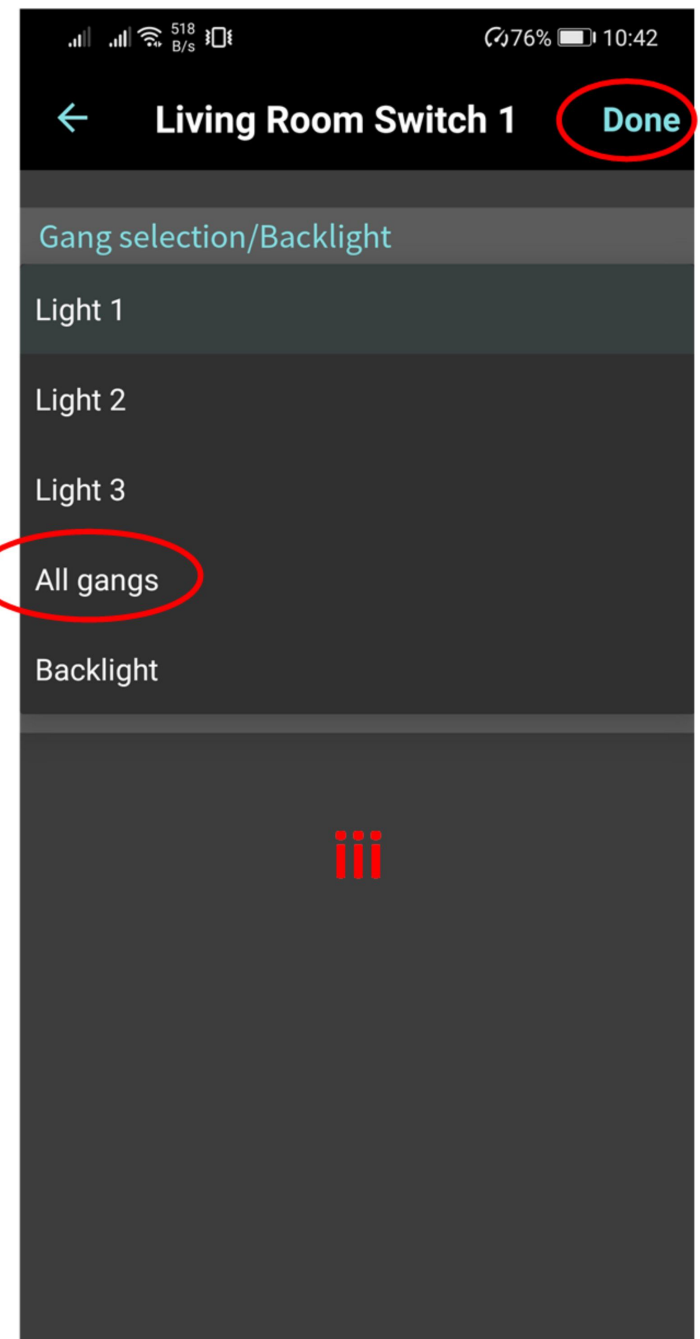 518
B/s
76% 10:42
Living Room Switch 1 Done
Gang selection/Backlight
Light 1
Light 2
Light 3
All gangs
Backlight
iii